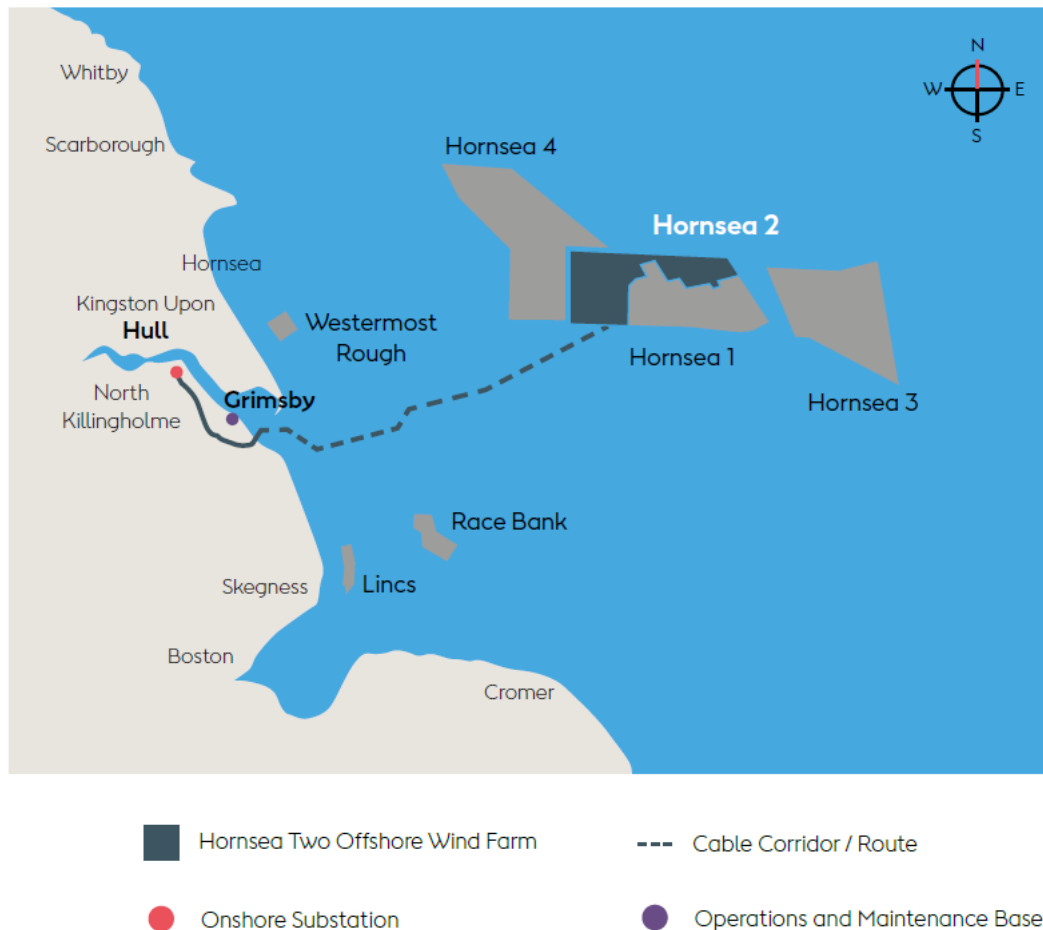 N
W
E
S
Whitby
Scarborough
Hornsea 4
Hornsea 2
Hornsea
Kingston Upon
Hull
Westermost
Rough
Hornsea 1
North
Killingholme
Grimsby
Hornsea 3
Race Bank
Skegness
Lincs
Boston
Cromer
Hornsea Two Offshore Wind Farm
Cable Corridor / Route
Onshore Substation
Operations and Maintenance Base